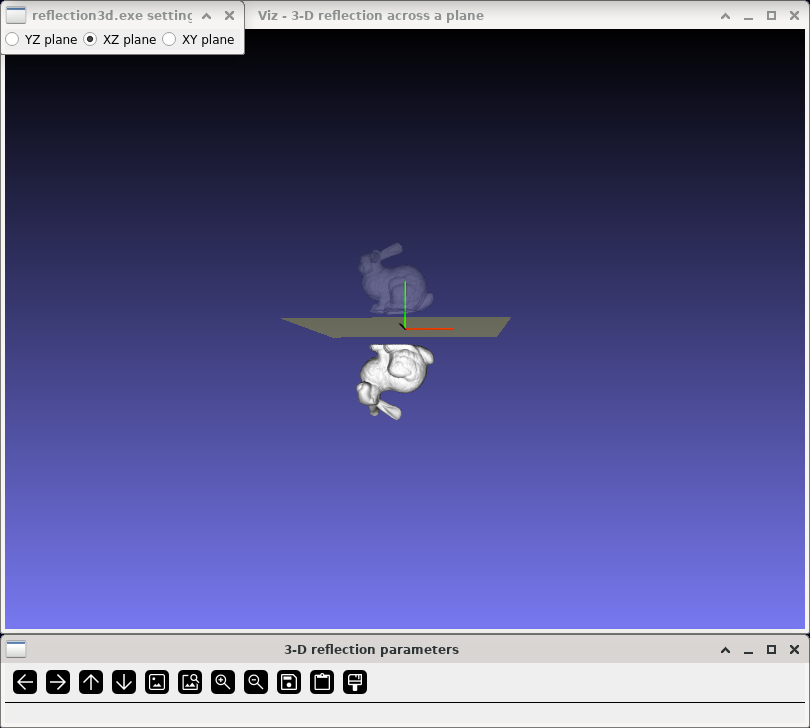 reflection3d.exe setting
Viz - 3-D reflection across a plane
YZ plane
XZ plane
XY plane
3-D reflection parameters